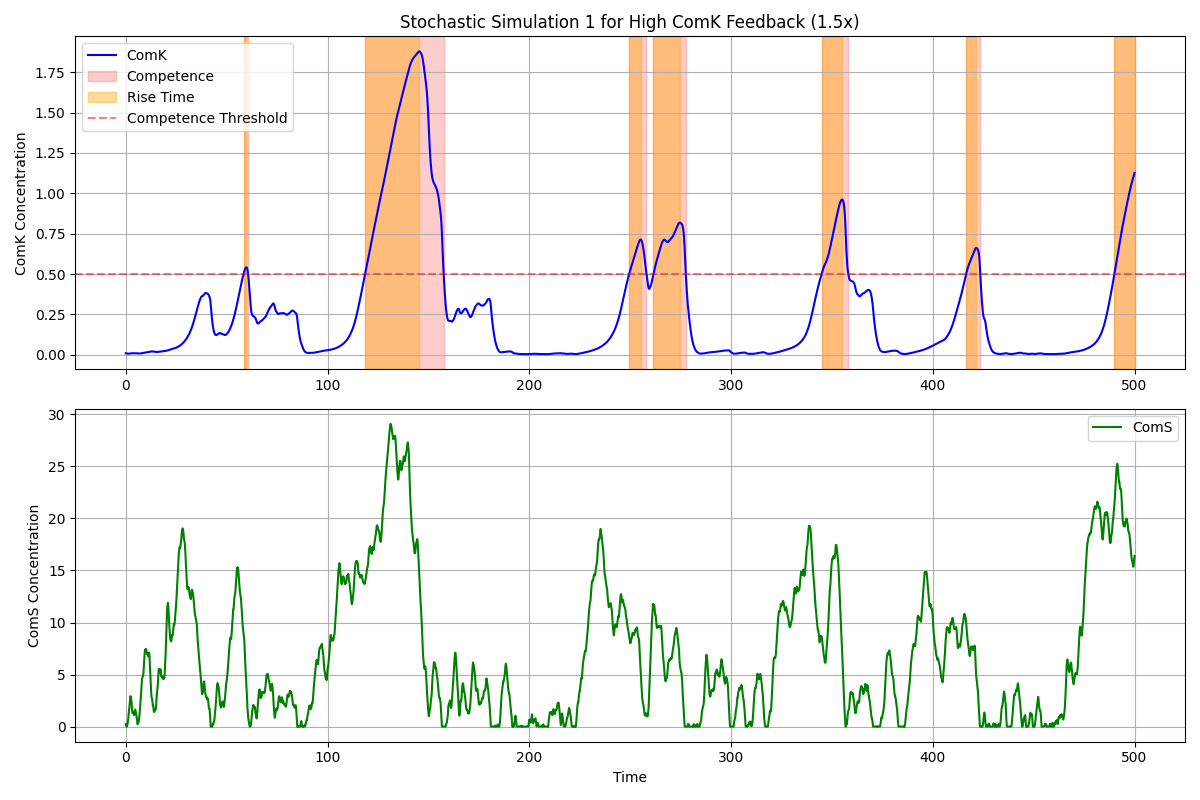 Stochastic Simulation 1 for High ComK Feedback (1.5x)
ComK Concentration
1.75
1.50
1.25
1.00
0.75
0.50
0.25
0.00
ComK
Competence
Rise Time
Competence Threshold
0 100 200 300 400 500
ComS Concentration
30
25
20
15
10
5
0
ComS
0 100 200 300 400 500
Time